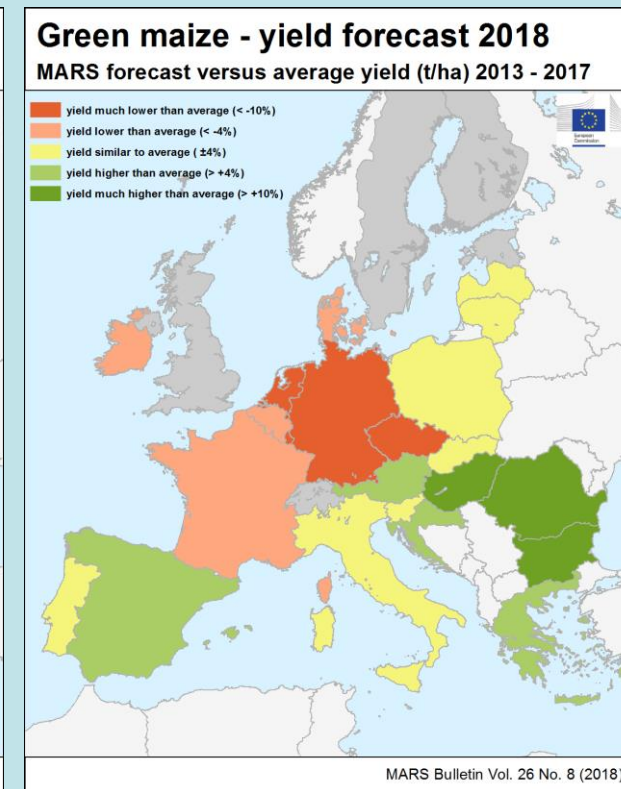 Green maize - yield forecast 2018
MARS forecast versus average yield (t/ha) 2013 - 2017
yield much lower than average (< -10%)
yield lower than average (< -4%)
yield similar to average ( ±4%)
yield higher than average (> +4%)
yield much higher than average (> +10%)
European
Commission
MARS Bulletin Vol. 26 No. 8 (2018)